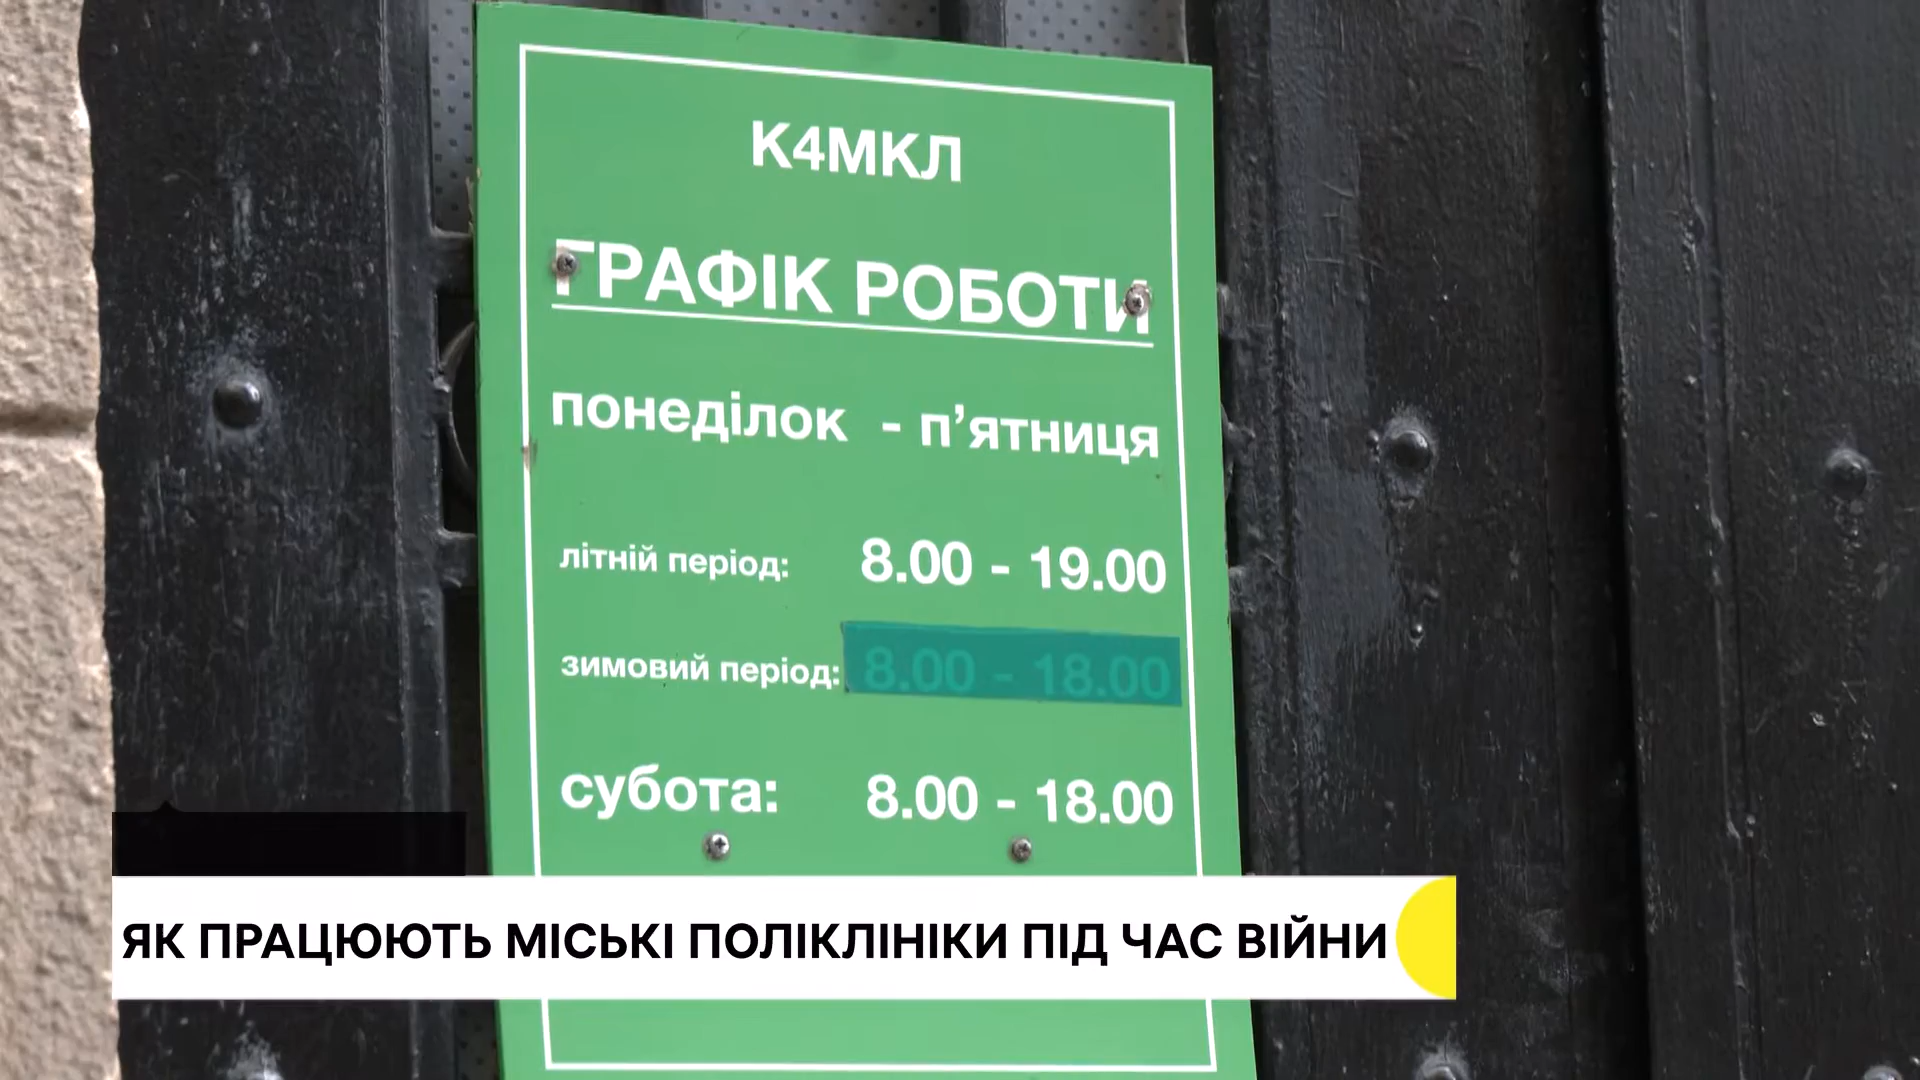 К4МКЛ
ГРАФІК РОБОТИ
понеділок - п’ятниця
літній період: 8.00 - 19.00
зимовий період: 8.00 - 18.00
субота: 8.00 - 18.00
ЯК ПРАЦЮЮТЬ МІСЬКІ ПОЛІКЛІНІКИ ПІД ЧАС ВІЙНИ